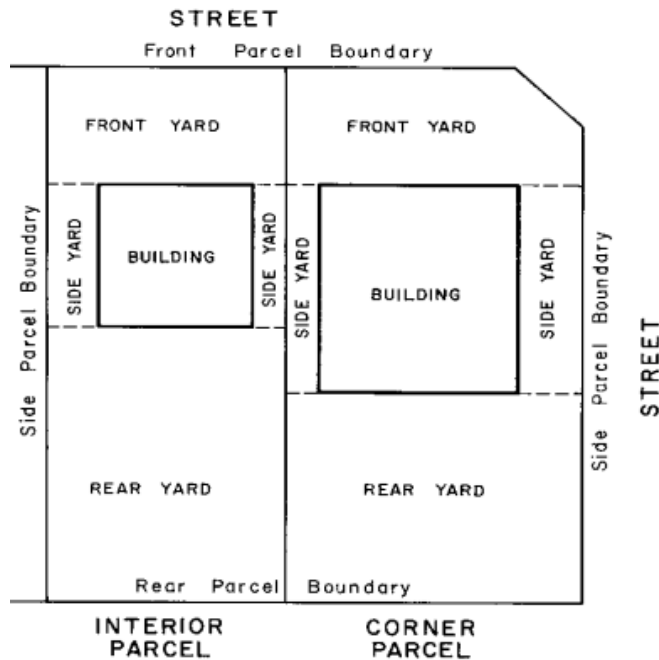 STREET
Front Parcel Boundary
FRONT YARD
FRONT YARD
Side Parcel Boundary
SIDE YARD
BUILDING
SIDE YARD
SIDE YARD
BUILDING
SIDE YARD
Side Parcel Boundary
STREET
REAR YARD
REAR YARD
Rear Parcel Boundary
INTERIOR
PARCEL
CORNER
PARCEL